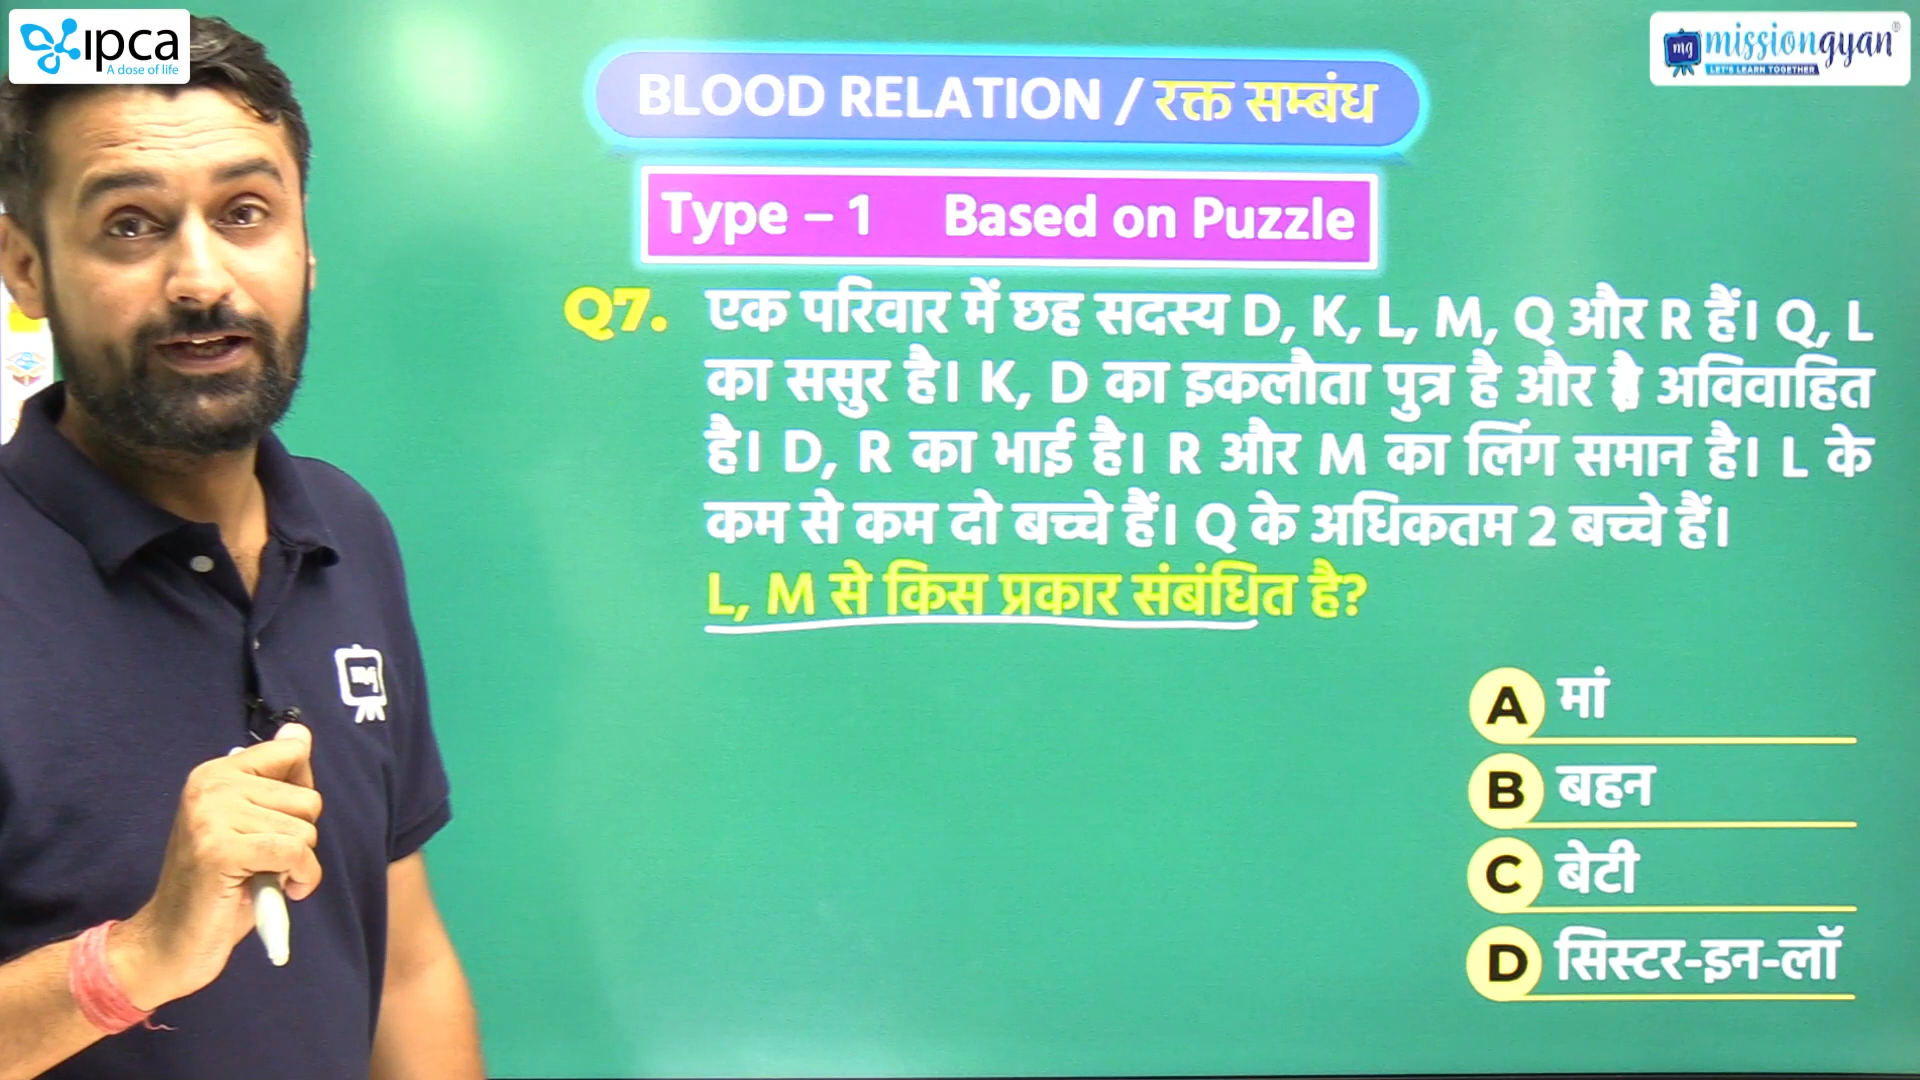 ipca
A dose of life
mg missiongyan®
LET'S LEARN TOGETHER
BLOOD RELATION / रक्त सम्बंध
Type – 1 Based on Puzzle
Q7. एक परिवार में छह सदस्य D, K, L, M, Q और R हैं। Q, L
का ससुर है। K, D का इकलौता पुत्र है और अविवाहित
है। D, R का भाई है। R और M का लिंग समान है। L के
कम से कम दो बच्चे हैं। Q के अधिकतम 2 बच्चे हैं।
L, M से किस प्रकार संबंधित है?
mg
A मां
B बहन
C बेटी
D सिस्टर-इन-लॉ